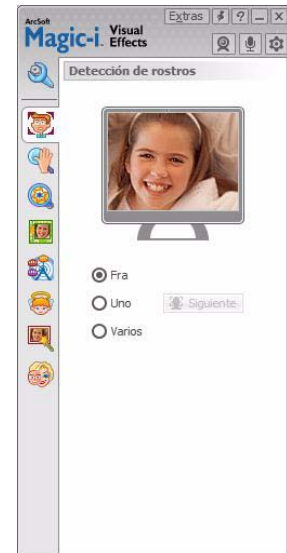 Extras ? – x
ArcSoft
Magic-i. Visual Effects
Detección de rostros
Fra
Uno
Siguiente
Varios